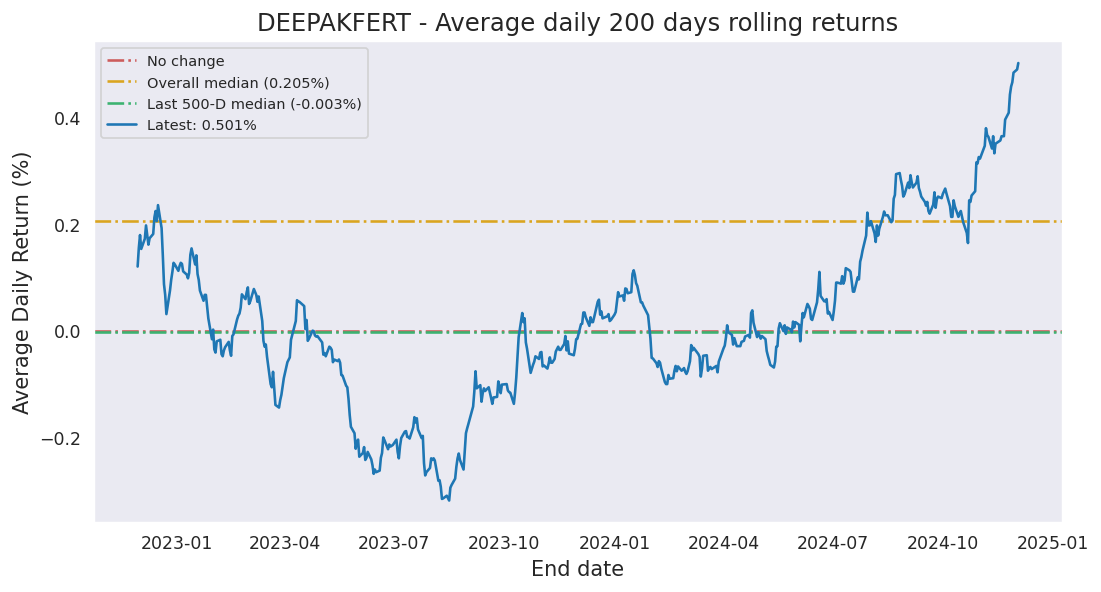 DEEPAKFERT - Average daily 200 days rolling returns
No change
Overall median (0.205%)
Last 500-D median (-0.003%)
Latest: 0.501%
Average Daily Return (%)
0.4
0.2
0.0
−0.2
2023-01 2023-04 2023-07 2023-10 2024-01 2024-04 2024-07 2024-10 2025-01
End date